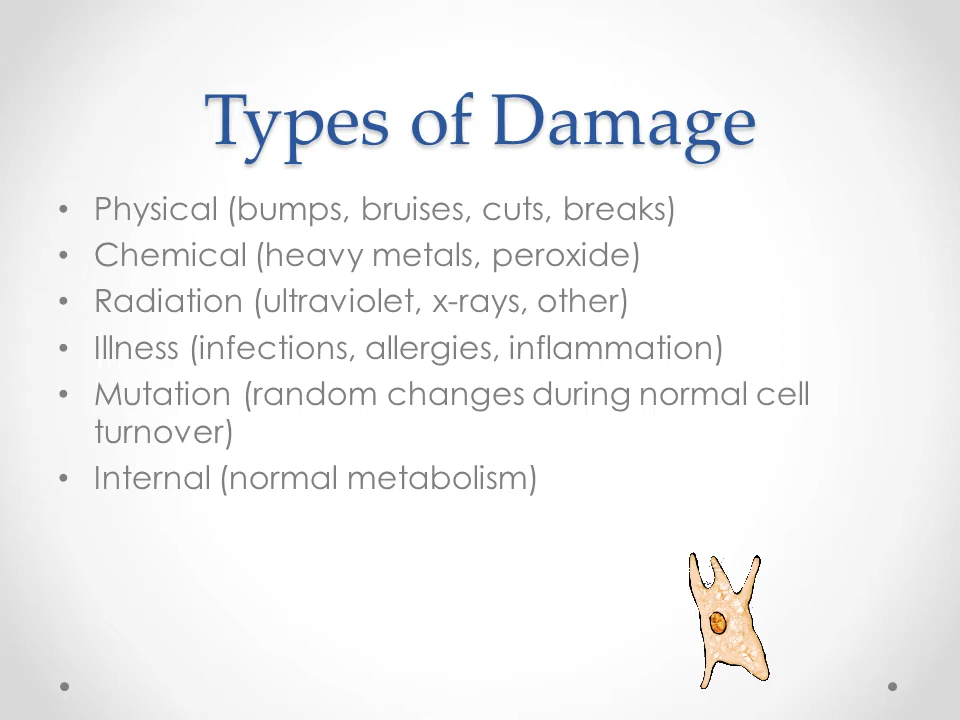 Types of Damage
• Physical (bumps, bruises, cuts, breaks)
• Chemical (heavy metals, peroxide)
• Radiation (ultraviolet, x-rays, other)
• Illness (infections, allergies, inflammation)
• Mutation (random changes during normal cell
turnover)
• Internal (normal metabolism)